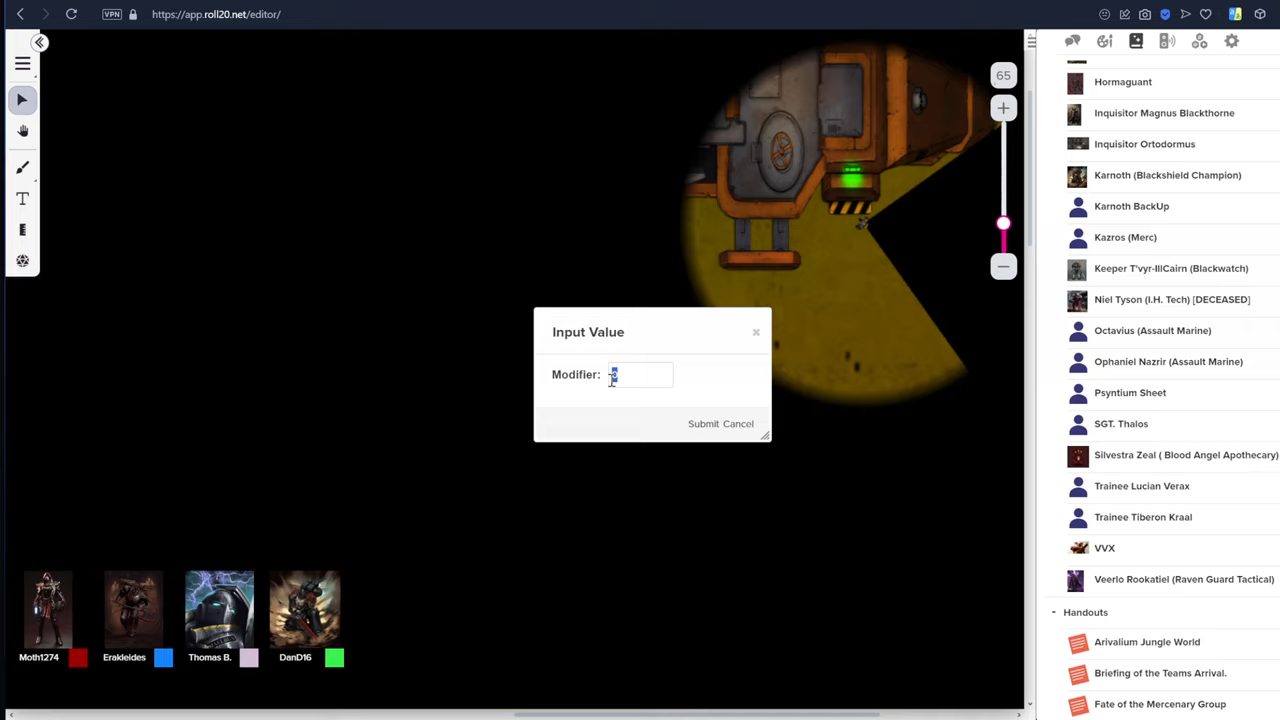 VPN
https://app.roll20.net/editor/
65
Hormaguant
Inquisitor Magnus Blackthorne
Inquisitor Ortodormus
Karnoth (Blackshield Champion)
Karnoth BackUp
Kazros (Merc)
Keeper T'vyr-IllCairn (Blackwatch)
Niel Tyson (I.H. Tech) [DECEASED]
Octavius (Assault Marine)
Ophaniel Nazrir (Assault Marine)
Psyntium Sheet
SGT. Thalos
Silvestra Zeal ( Blood Angel Apothecary)
Trainee Lucian Verax
Trainee Tiberon Kraal
VVX
Veerlo Rookatiel (Raven Guard Tactical)
Handouts
Arivalium Jungle World
Briefing of the Teams Arrival.
Fate of the Mercenary Group
Input Value
Modifier:
Submit Cancel
Moth1274
Erakleides
Thomas B.
DanD16